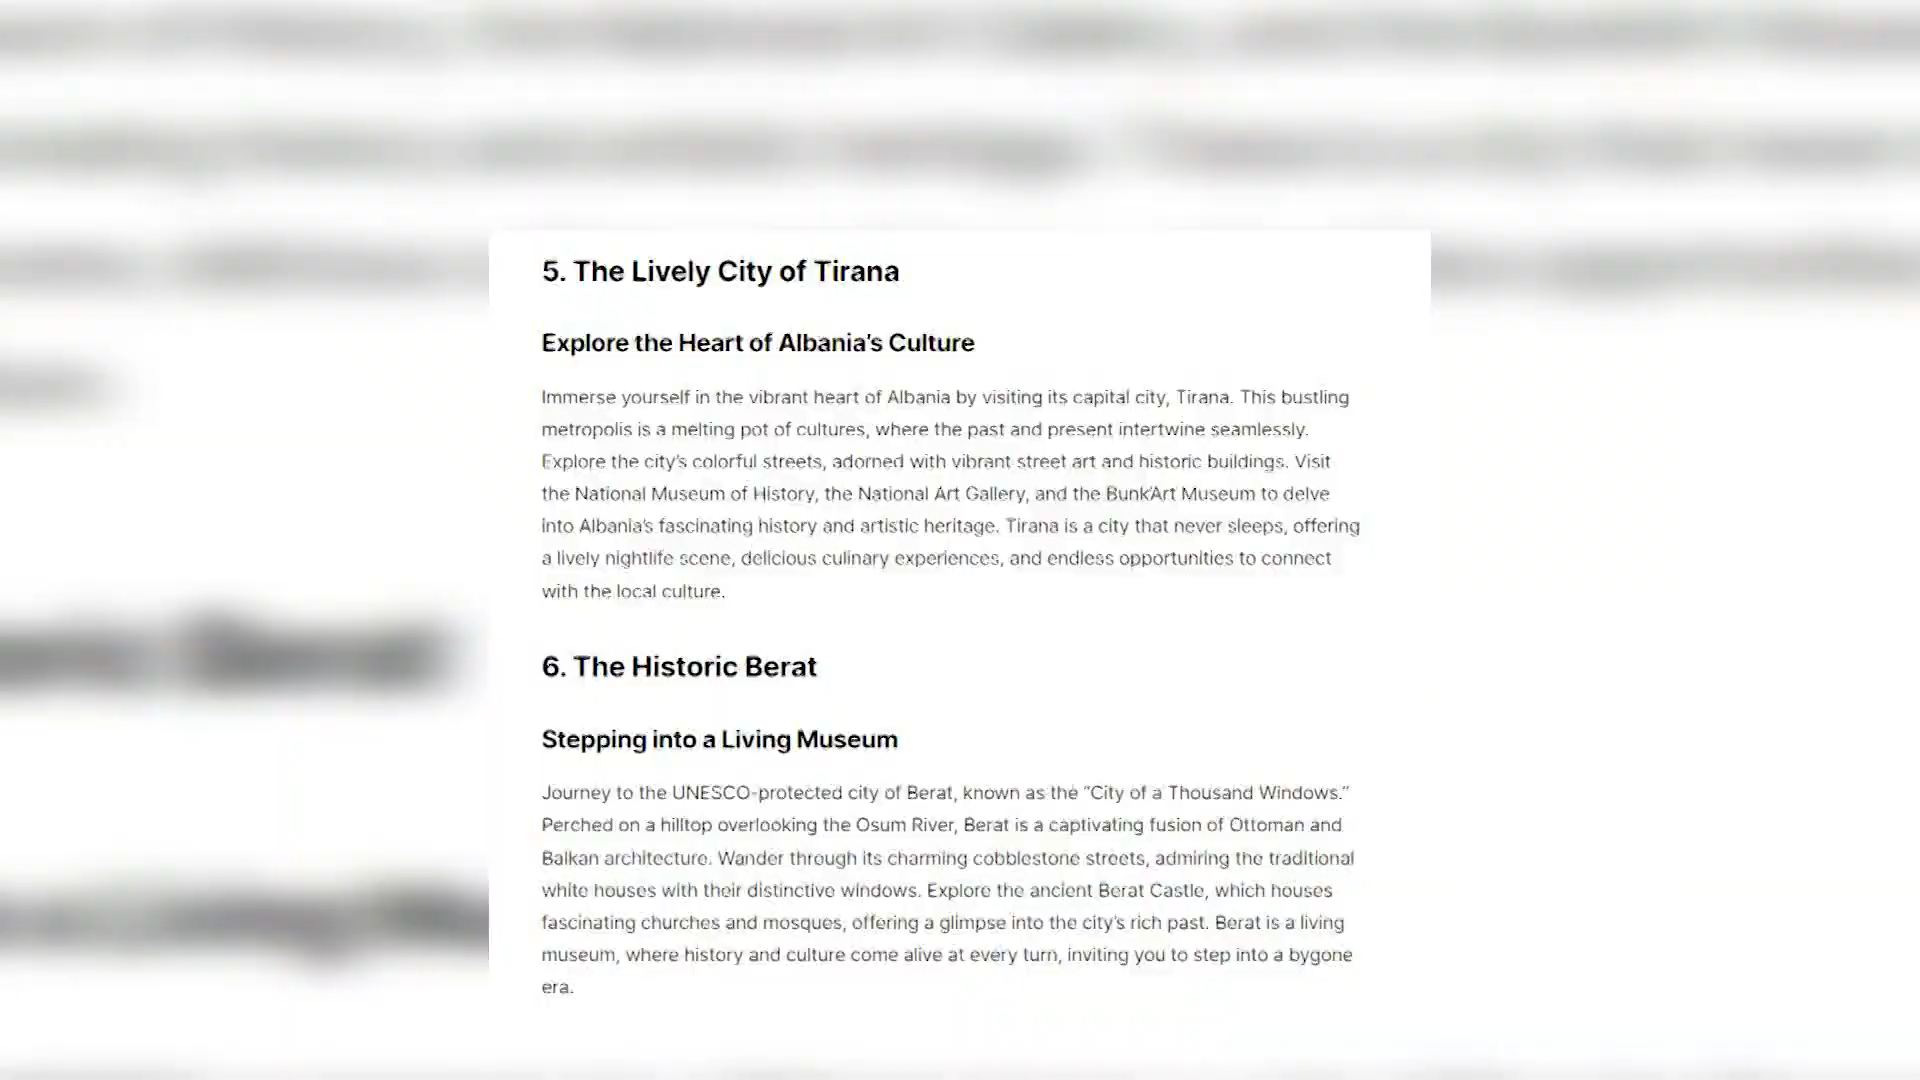 5. The Lively City of Tirana
Explore the Heart of Albania's Culture
Immerse yourself in the vibrant heart of Albania by visiting its capital city, Tirana. This bustling
metropolis is a melting pot of cultures, where the past and present intertwine seamlessly.
Explore the city's colorful streets, adorned with vibrant street art and historic buildings. Visit
the National Museum of History, the National Art Gallery, and the Bunk'Art Museum to delve
into Albania's fascinating history and artistic heritage. Tirana is a city that never sleeps, offering
a lively nightlife scene, delicious culinary experiences, and endless opportunities to connect
with the local culture.
6. The Historic Berat
Stepping into a Living Museum
Journey to the UNESCO-protected city of Berat, known as the “City of a Thousand Windows.”
Perched on a hilltop overlooking the Osum River, Berat is a captivating fusion of Ottoman and
Balkan architecture. Wander through its charming cobblestone streets, admiring the traditional
white houses with their distinctive windows. Explore the ancient Berat Castle, which houses
fascinating churches and mosques, offering a glimpse into the city's rich past. Berat is a living
museum, where history and culture come alive at every turn, inviting you to step into a bygone
era.